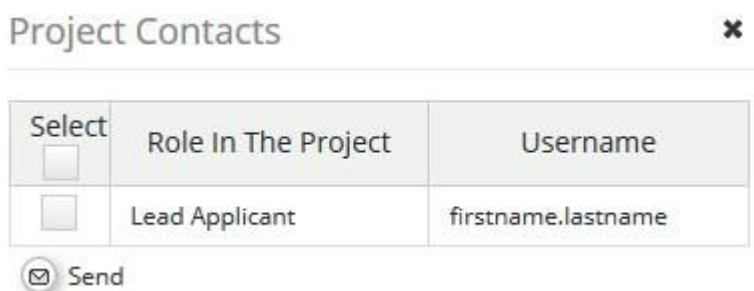 Project Contacts
Select
Role In The Project
Username
Lead Applicant
firstname.lastname
Send